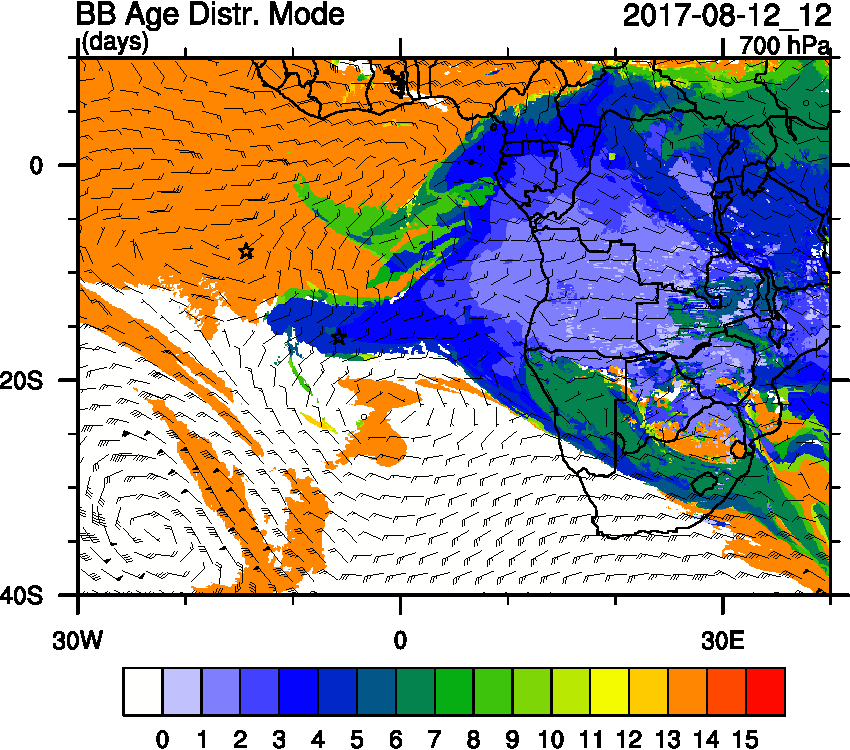 BB Age Distr. Mode 2017-08-12_12
(days) 700 hPa
0
20S
40S
30W 0 30E
0 1 2 3 4 5 6 7 8 9 10 11 12 13 14 15